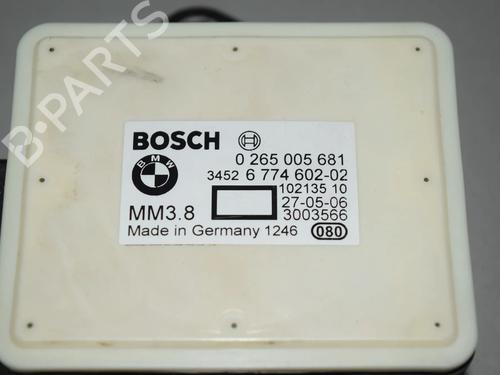 B-PARTS
BOSCH
BMW
0 265 005 681
3452 6 774 602-02
102135 10
27-05-06
MM3.8
3003566
Made in Germany 1246
080